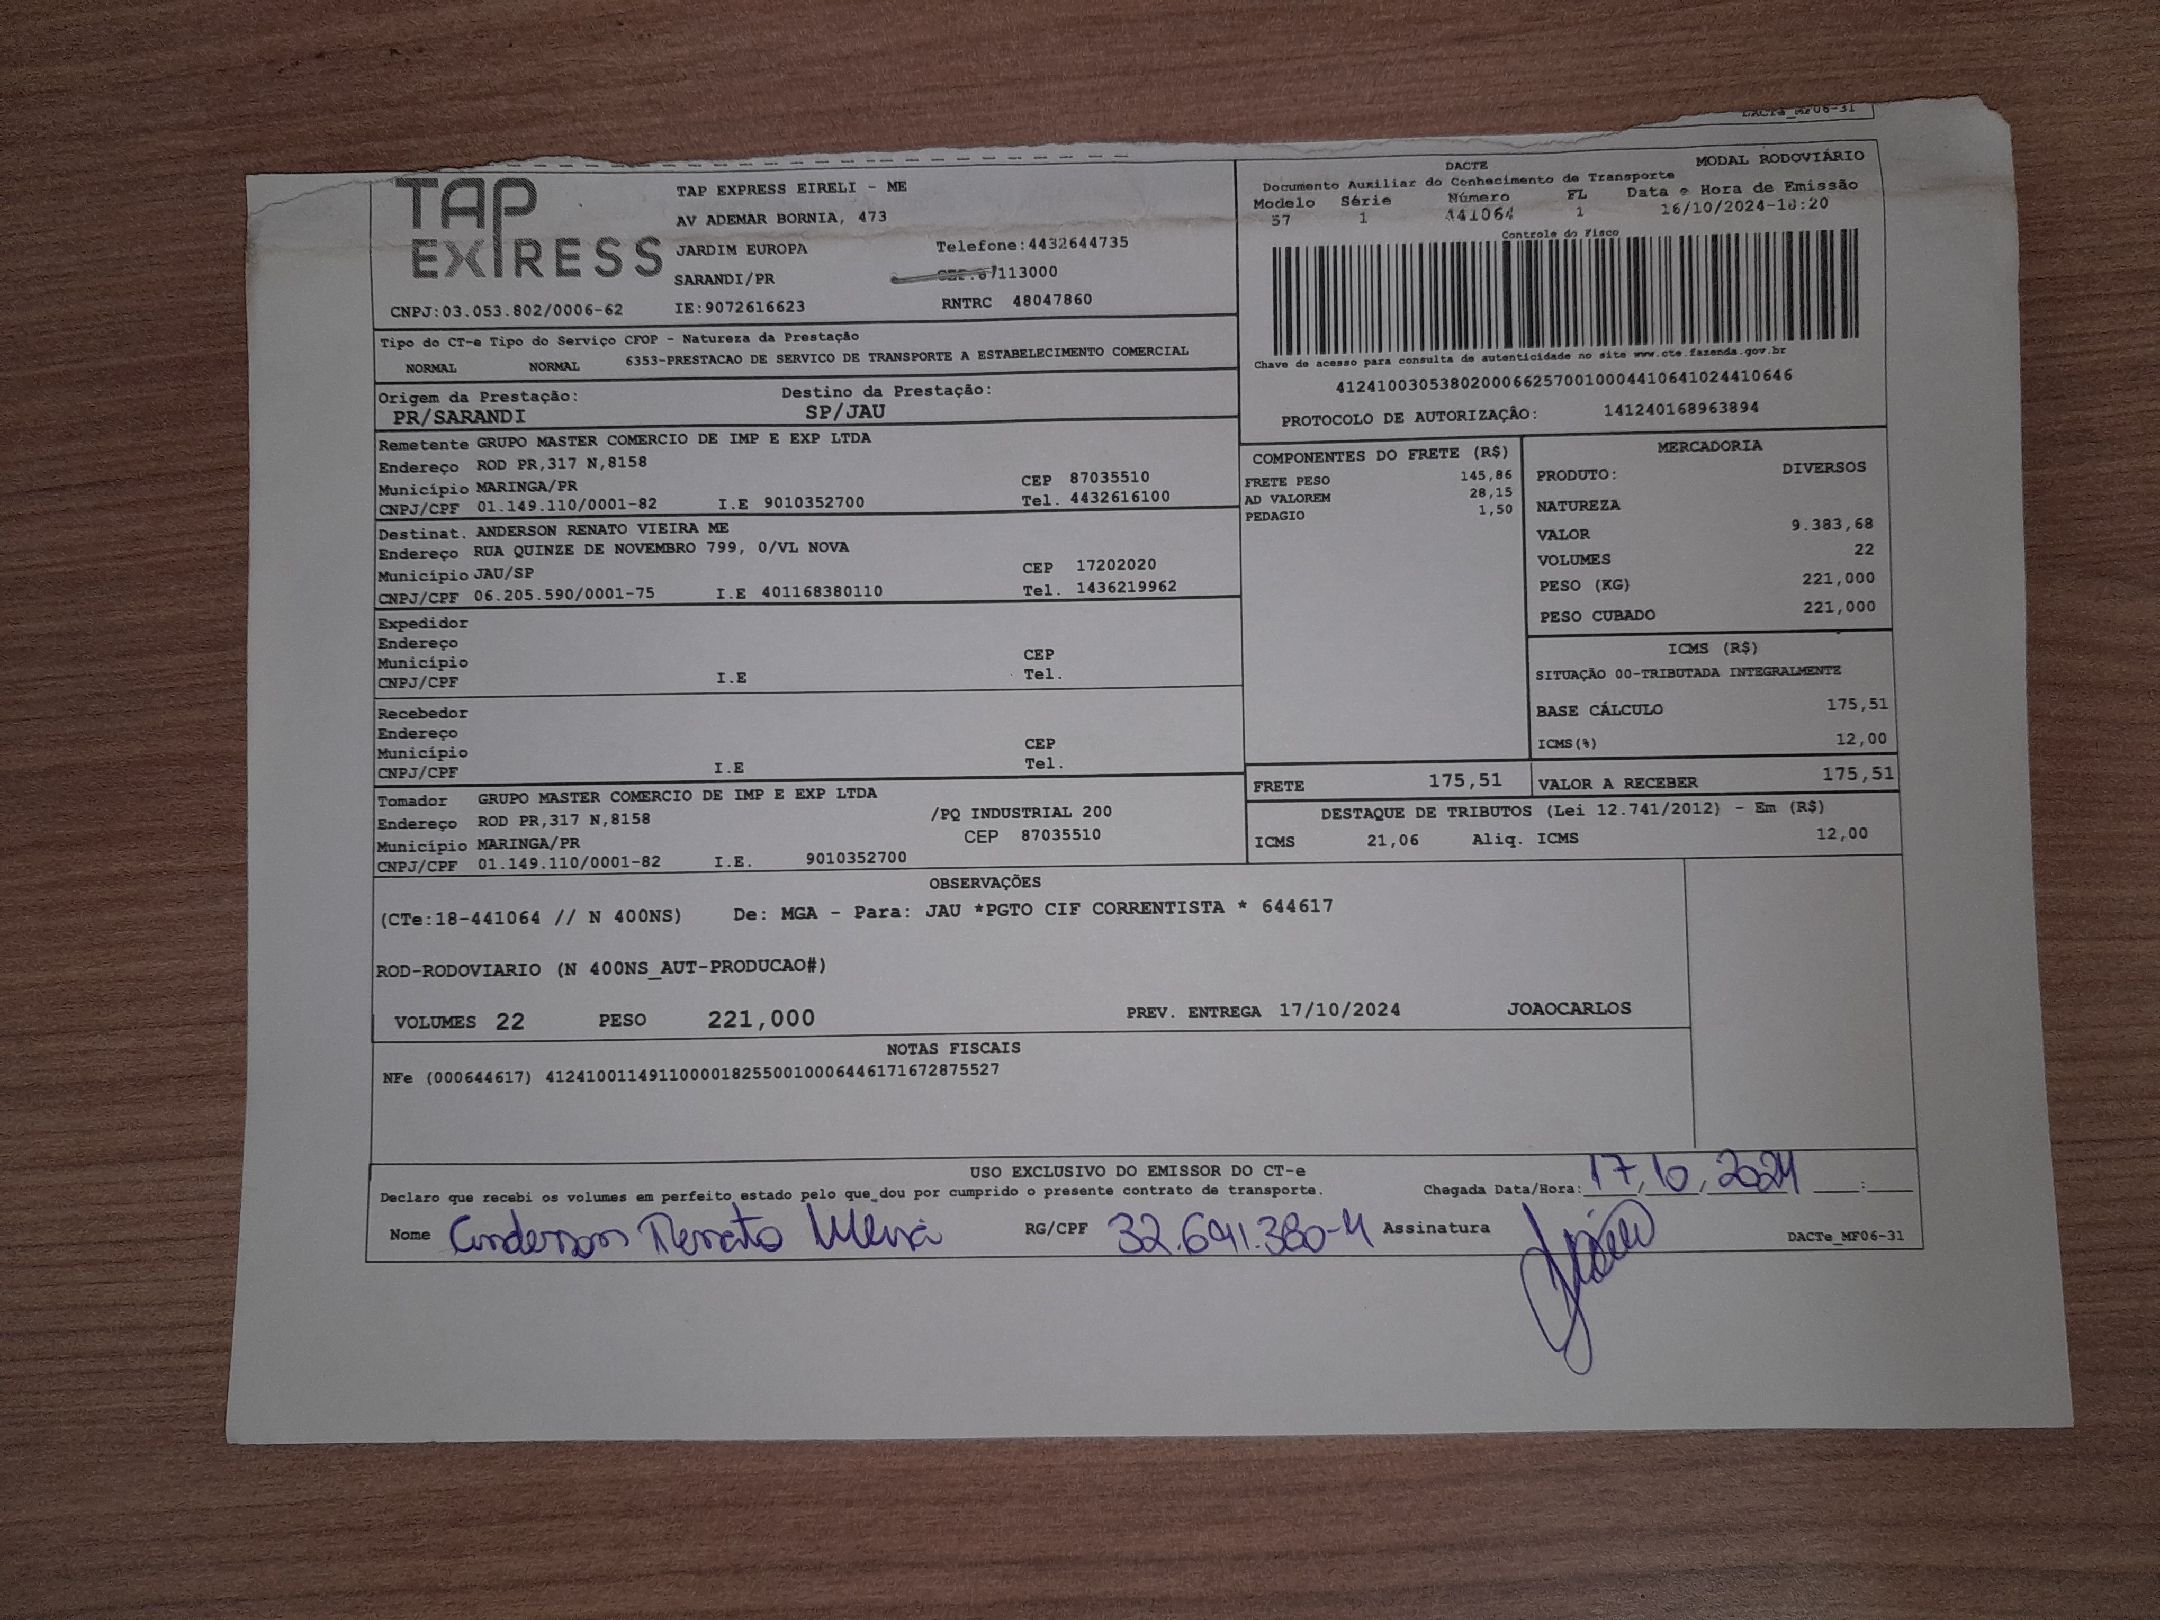 DACTe_MF06-31
TAP EXPRESS
TAP EXPRESS EIRELI - ME
AV ADEMAR BORNIA, 473
JARDIM EUROPA Telefone:4432644735
SARANDI/PR 113000
CNPJ:03.053.802/0006-62 IE:9072616623 RNTRC 48047860
DACTE MODAL RODOVIÁRIO
Documento Auxiliar do Conhecimento de Transporte
Modelo Série Número FL Data e Hora de Emissão
57 1 441064 1 16/10/2024-18:20
Controle do Fisco
Chave de acesso para consulta de autenticidade no site www.cte.fazenda.gov.br
41241003053802000662570010004410641024410646
PROTOCOLO DE AUTORIZAÇÃO: 141240168963894
Tipo do CT-e Tipo do Serviço CFOP - Natureza da Prestação
NORMAL NORMAL 6353-PRESTACAO DE SERVICO DE TRANSPORTE A ESTABELECIMENTO COMERCIAL
Origem da Prestação: Destino da Prestação:
PR/SARANDI SP/JAU
Remetente GRUPO MASTER COMERCIO DE IMP E EXP LTDA
Endereço ROD PR,317 N,8158
Município MARINGA/PR CEP 87035510
CNPJ/CPF 01.149.110/0001-82 I.E 9010352700 Tel. 4432616100
Destinat. ANDERSON RENATO VIEIRA ME
Endereço RUA QUINZE DE NOVEMBRO 799, 0/VL NOVA
Município JAU/SP CEP 17202020
CNPJ/CPF 06.205.590/0001-75 I.E 401168380110 Tel. 1436219962
Expedidor
Endereço
Município CEP
CNPJ/CPF I.E Tel.
Recebedor
Endereço
Município CEP
CNPJ/CPF I.E Tel.
Tomador GRUPO MASTER COMERCIO DE IMP E EXP LTDA
Endereço ROD PR,317 N,8158 /PQ INDUSTRIAL 200
Município MARINGA/PR CEP 87035510
CNPJ/CPF 01.149.110/0001-82 I.E. 9010352700
COMPONENTES DO FRETE (R$)
FRETE PESO 145,86
AD VALOREM 28,15
PEDAGIO 1,50
MERCADORIA
PRODUTO: DIVERSOS
NATUREZA
VALOR 9.383,68
VOLUMES 22
PESO (KG) 221,000
PESO CUBADO 221,000
ICMS (R$)
SITUAÇÃO 00-TRIBUTADA INTEGRALMENTE
BASE CÁLCULO 175,51
ICMS(%) 12,00
FRETE 175,51 VALOR A RECEBER 175,51
DESTAQUE DE TRIBUTOS (Lei 12.741/2012) - Em (R$)
ICMS 21,06 Aliq. ICMS 12,00
OBSERVAÇÕES
(CTe:18-441064 // N 400NS) De: MGA - Para: JAU *PGTO CIF CORRENTISTA * 644617
ROD-RODOVIARIO (N 400NS_AUT-PRODUCAO#)
VOLUMES 22 PESO 221,000 PREV. ENTREGA 17/10/2024 JOAOCARLOS
NOTAS FISCAIS
NFe (000644617) 41241001149110000182550010006446171672875527
USO EXCLUSIVO DO EMISSOR DO CT-e
Declaro que recebi os volumes em perfeito estado pelo que dou por cumprido o presente contrato de transporte. Chegada Data/Hora: 17, 10, 2024 ____:____
Nome Anderson Renato Vieira RG/CPF 32.691.380-4 Assinatura
DACTe_MF06-31